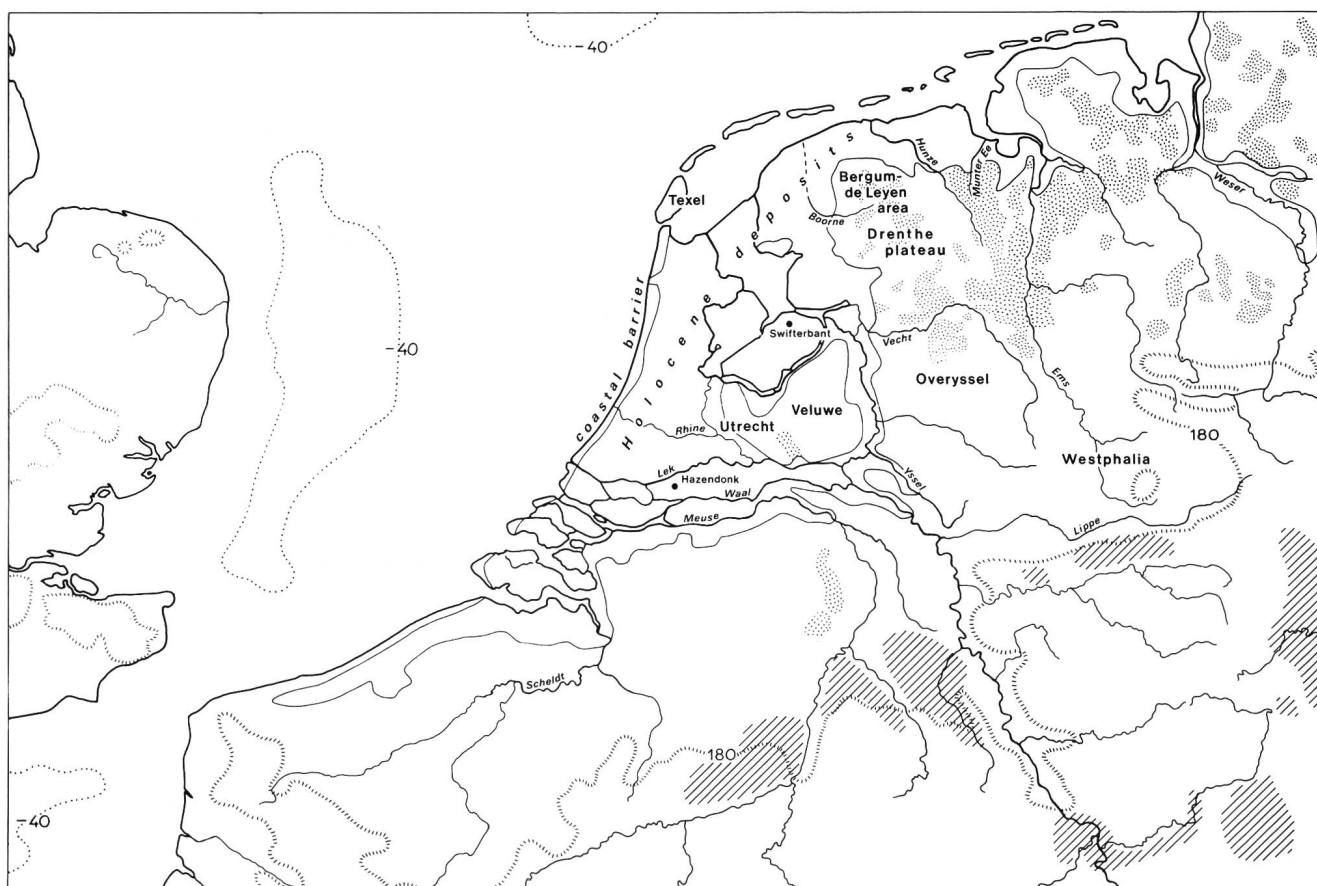 -40
Hunze
Munter Ee
Weser
Bergum-
de Leyen
area
Texel
Boorne
Drenthe
plateau
Holocene deposits
coastal barrier
Swifterbant
-40
Vecht
Ems
Overyssel
Veluwe
Utrecht
Rhine
180
Westphalia
Lek
Hazendonk
Yssel
Waal
Meuse
Lippe
Scheldt
180
-40